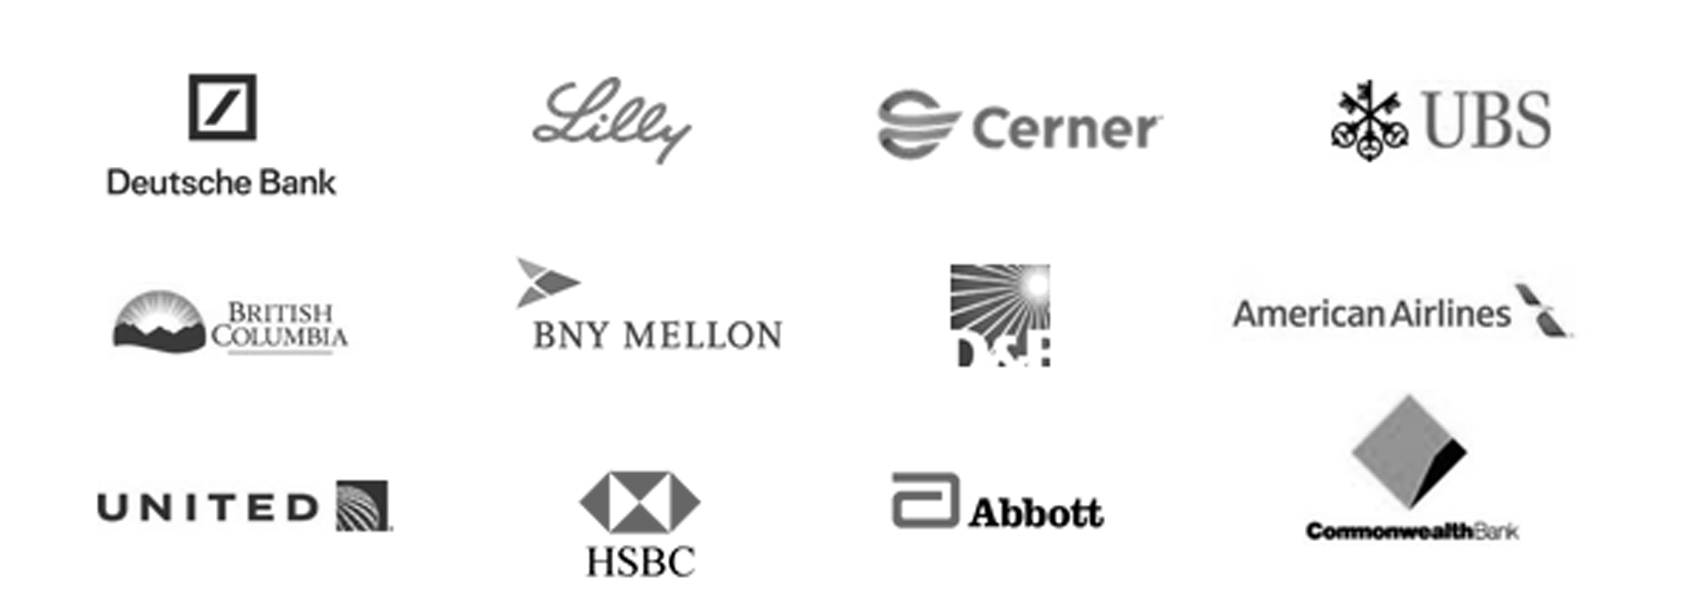 Deutsche Bank
Lilly
Cerner
UBS
BRITISH
COLUMBIA
BNY MELLON
American Airlines
UNITED
HSBC
Abbott
CommonwealthBank